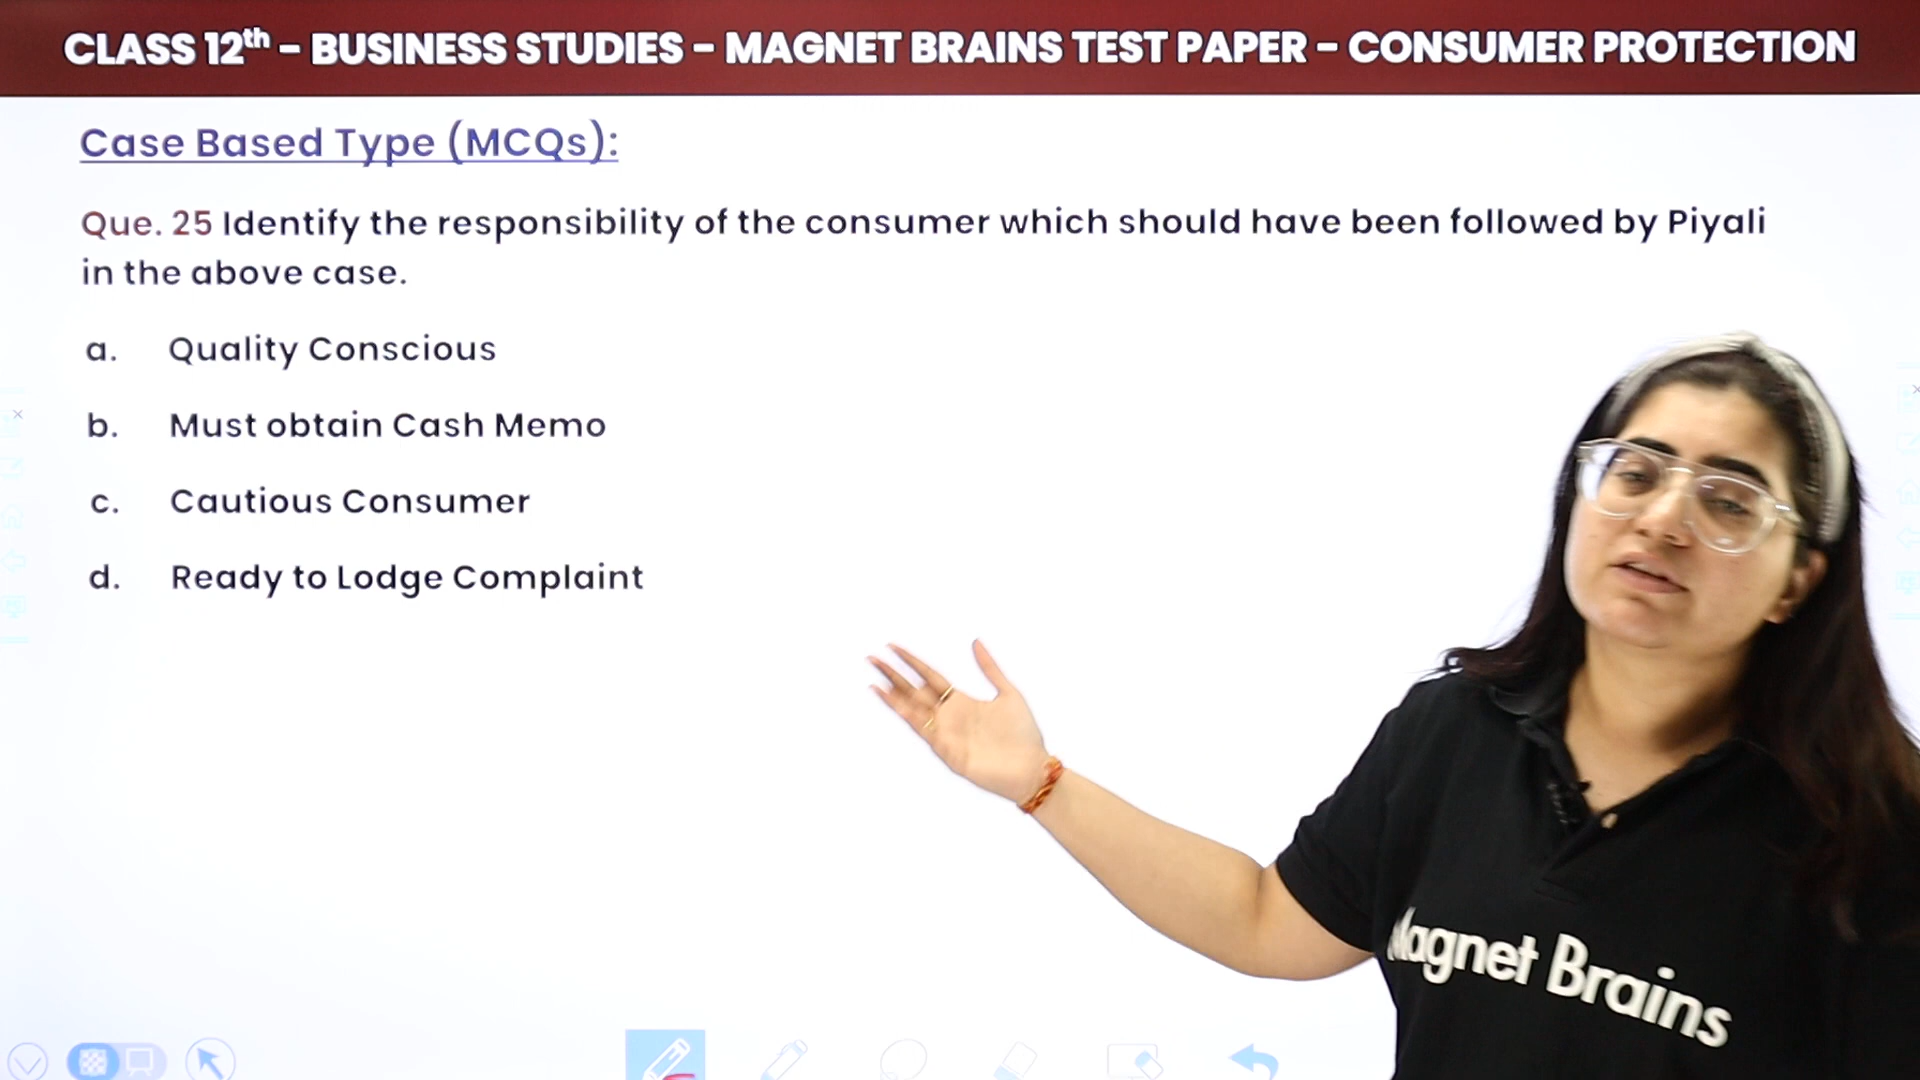 CLASS 12th – BUSINESS STUDIES – MAGNET BRAINS TEST PAPER – CONSUMER PROTECTION
Case Based Type (MCQs):
Que. 25 Identify the responsibility of the consumer which should have been followed by Piyali
in the above case.
a. Quality Conscious
b. Must obtain Cash Memo
c. Cautious Consumer
d. Ready to Lodge Complaint
Magnet Brains